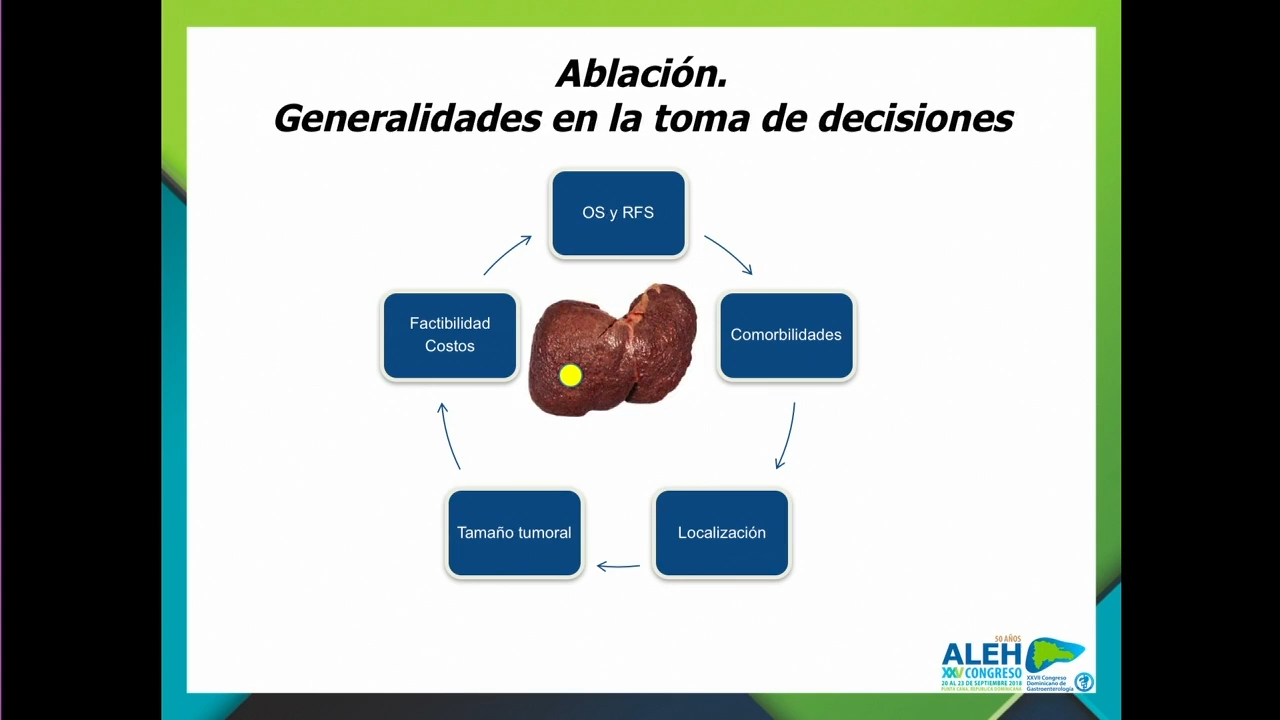 Ablación.
Generalidades en la toma de decisiones
OS y RFS
Factibilidad
Costos
Comorbilidades
Tamaño tumoral
Localización
50 AÑOS
ALEH
XXV CONGRESO
20 AL 23 DE SEPTIEMBRE 2018
PUNTA CANA, REPUBLICA DOMINICANA
XXVII Congreso
Dominicano de
Gastroenterología